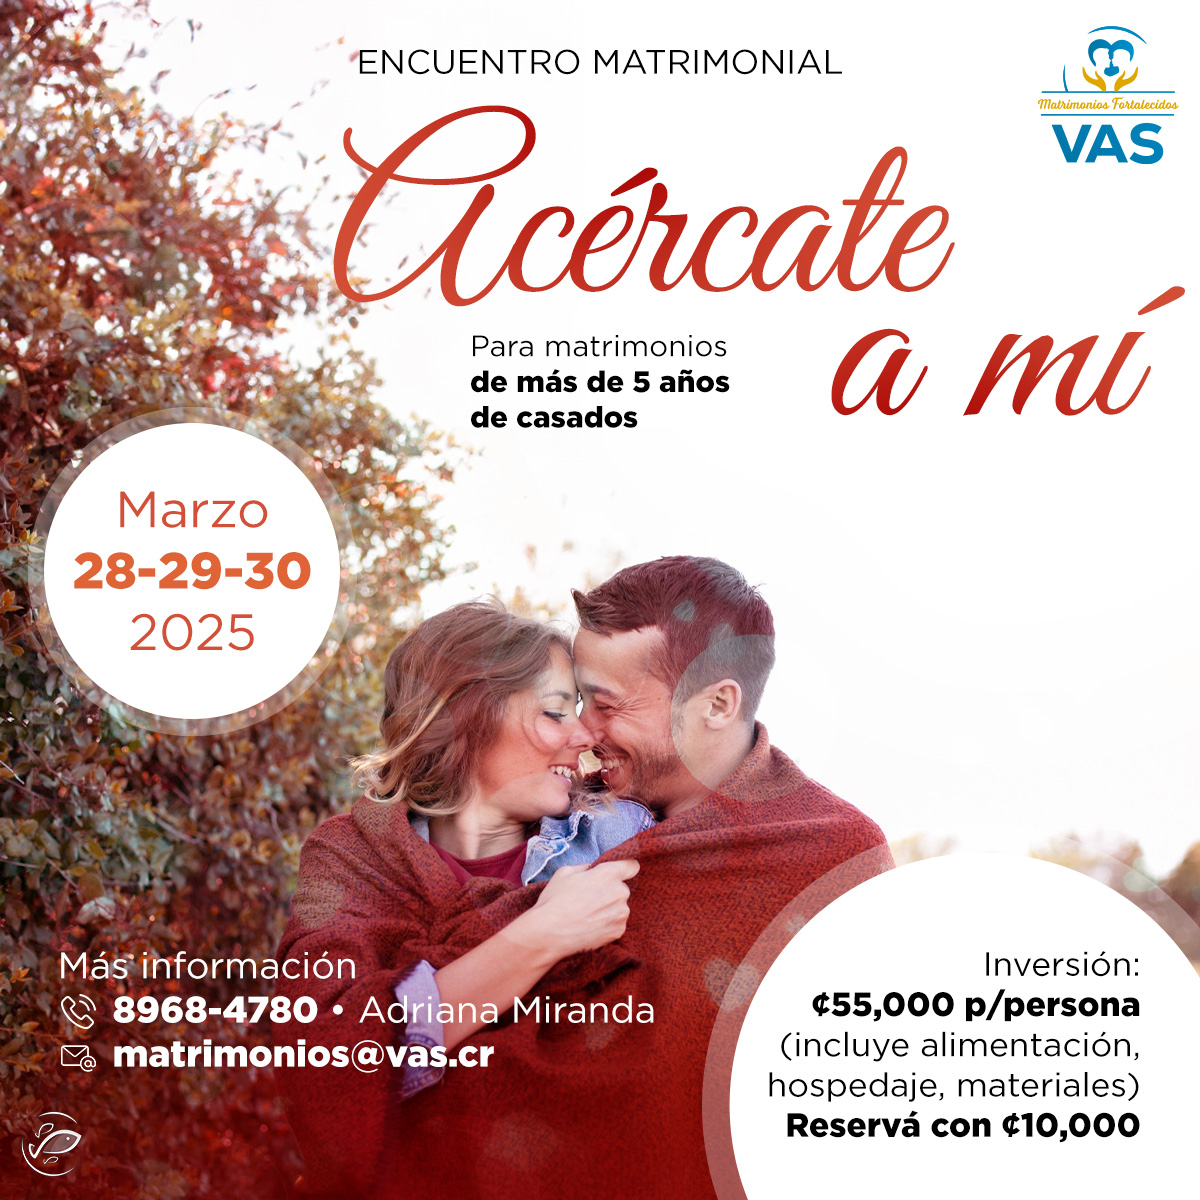 ENCUENTRO MATRIMONIAL
Matrimonios Fortalecidos
VAS
Acércate
a mí
Para matrimonios
de más de 5 años
de casados
Marzo
28-29-30
2025
Más información
8968-4780 • Adriana Miranda
matrimonios@vas.cr
Inversión:
¢55,000 p/persona
(incluye alimentación,
hospedaje, materiales)
Reservá con ¢10,000